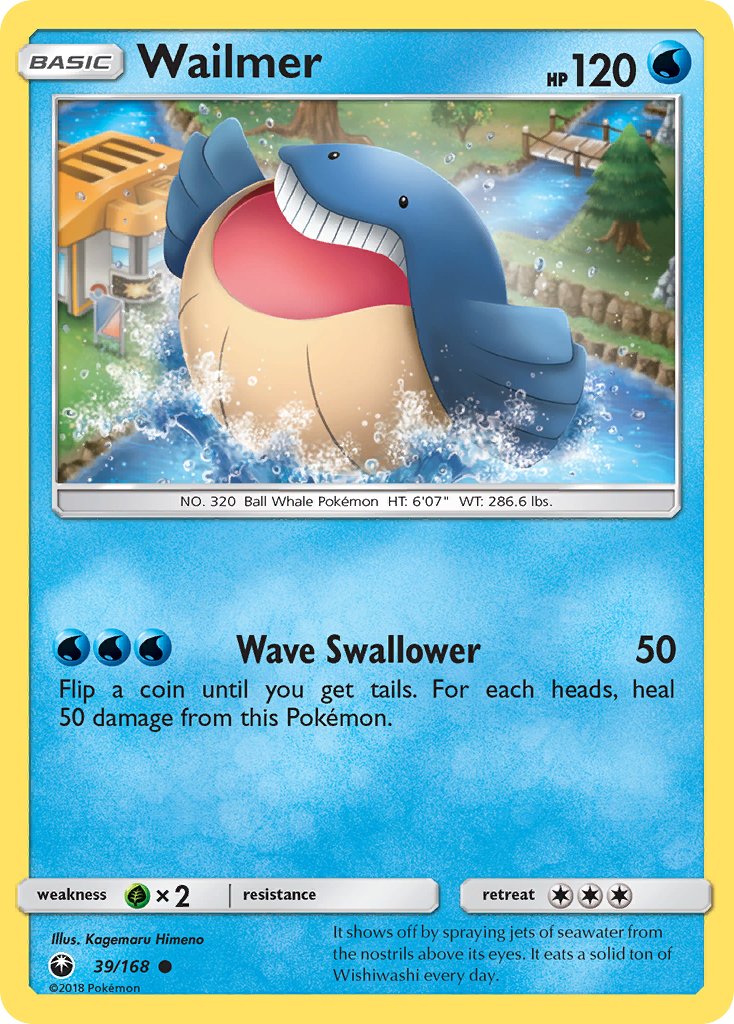 BASIC Wailmer HP 120
NO. 320 Ball Whale Pokémon HT: 6'07" WT: 286.6 lbs.
Wave Swallower 50
Flip a coin until you get tails. For each heads, heal
50 damage from this Pokémon.
weakness × 2 resistance retreat
Illus. Kagemaru Himeno
39/168
©2018 Pokémon
It shows off by spraying jets of seawater from
the nostrils above its eyes. It eats a solid ton of
Wishiwashi every day.